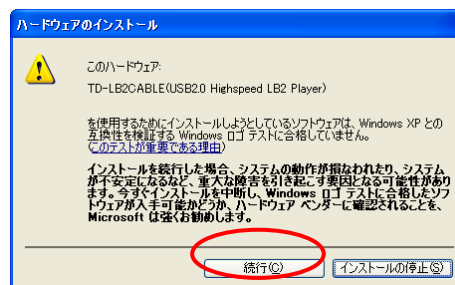 ハードウェアのインストール
このハードウェア:
TD-LB2CABLE(USB2.0 Highspeed LB2 Player)
を使用するためにインストールしようとしているソフトウェアは、Windows XP との
互換性を検証する Windows ロゴ テストに合格していません。
(このテストが重要である理由)
インストールを続行した場合、システムの動作が損なわれたり、システム
が不安定になるなど、重大な障害を引き起こす要因となる可能性があり
ます。今すぐインストールを中断し、Windows ロゴ テストに合格したソフ
トウェアが入手可能かどうか、ハードウェア ベンダーに確認されることを、
Microsoft は強くお勧めします。
続行(C)
インストールの停止(S)